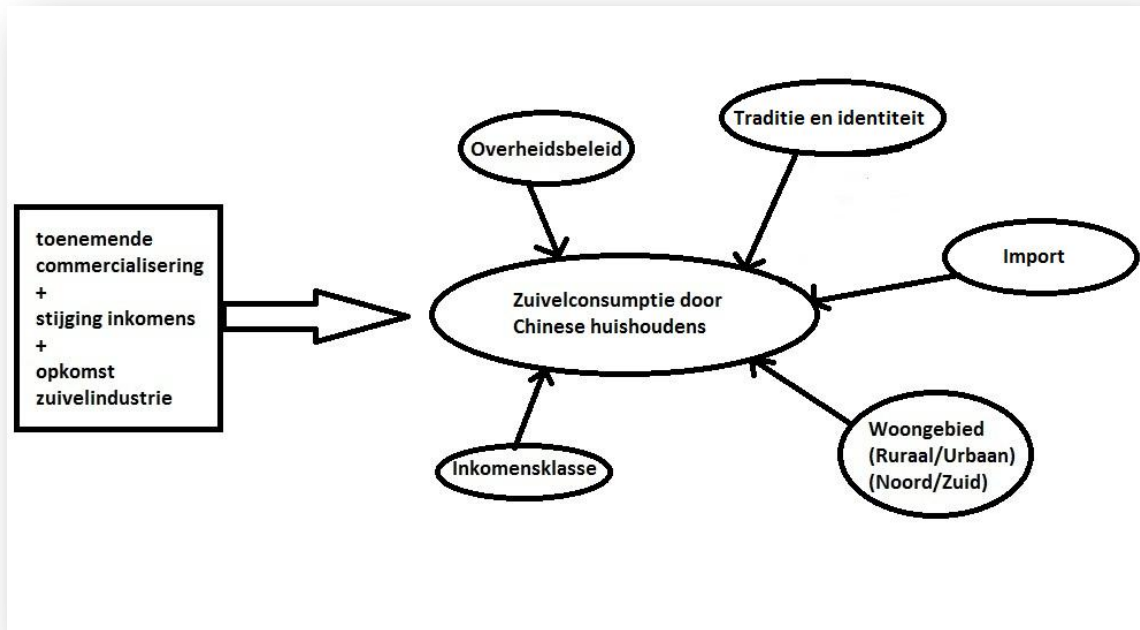 Traditie en identiteit
Overheidsbeleid
toenemende
commercialisering
+
stijging inkomens
+
opkomst
zuivelindustrie
Zuivelconsumptie door
Chinese huishoudens
Import
Woongebied
(Ruraal/Urbaan)
(Noord/Zuid)
Inkomensklasse